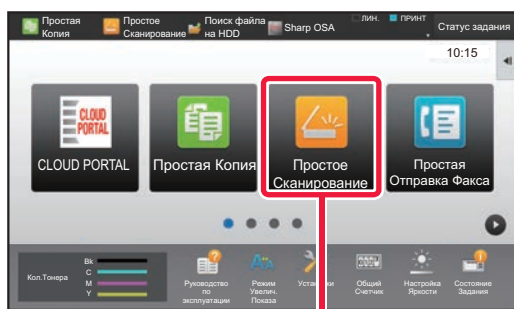 Простая
Копия
Простое
Сканирование
Поиск файла
на HDD
Sharp OSA
ЛИН.
ПРИНТ
Статус задания
10:15
CLOUD
PORTAL
CLOUD PORTAL
Простая Копия
Простое
Сканирование
Простая
Отправка Факса
Кол.Тонера
Bk
C
M
Y
Руководство
по
эксплуатации
Режим
Увелич.
Показа
Установки
Общий
Счетчик
Настройка
Яркости
Состояние
Задания